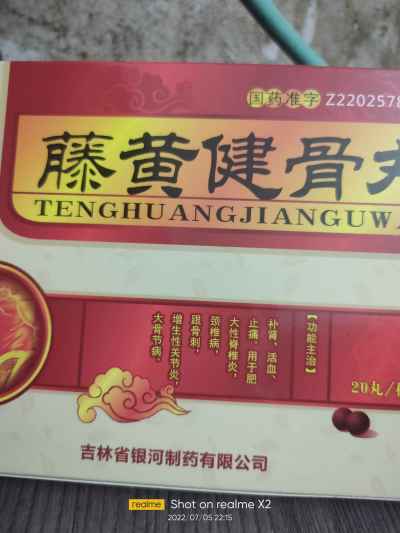 国药准字 Z2202578
藤黄健骨丸
TENGHUANGJIANGUWA
【功能主治】
补肾,活血,
止痛。用于肥
大性脊椎炎,
颈椎病,
跟骨刺,
增生性关节炎,
大骨节病。
20丸/
吉林省银河制药有限公司
realme Shot on realme X2
2022/07/05 22:15